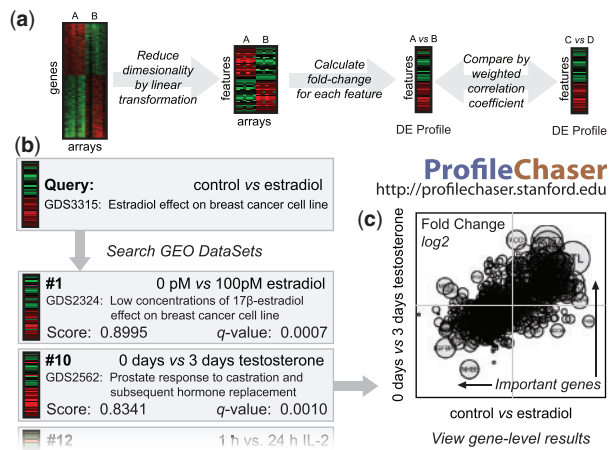 (a)
A B
genes
arrays
Reduce
dimesionality
by linear
transformation
A B
features
arrays
Calculate
fold-change
for each feature
A vs B
features
DE Profile
Compare by
weighted
correlation
coefficient
C vs D
features
DE Profile
(b)
Query: control vs estradiol
GDS3315: Estradiol effect on breast cancer cell line
Search GEO DataSets
#1 0 pM vs 100pM estradiol
GDS2324: Low concentrations of 17β-estradiol
effect on breast cancer cell line
Score: 0.8995 q-value: 0.0007
#10 0 days vs 3 days testosterone
GDS2562: Prostate response to castration and
subsequent hormone replacement
Score: 0.8341 q-value: 0.0010
#12 1 h vs. 24 h IL-2
ProfileChaser
http://profilechaser.stanford.edu
(c)
Fold Change
log2
0 days vs 3 days testosterone
Important genes
control vs estradiol
View gene-level results